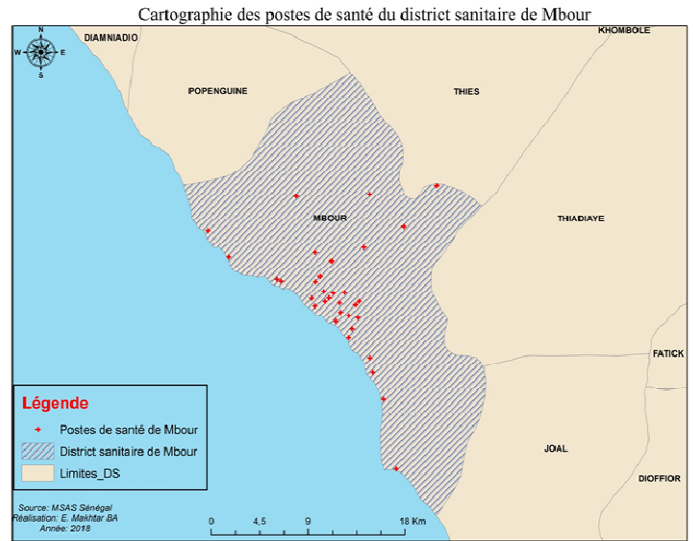 Cartographie des postes de santé du district sanitaire de Mbour
N
W E
S
DIAMNIADIO
KHOMBOLE
POPENGUINE
THIES
MBOUR
THIADIAYE
FATICK
JOAL
DIOFFIOR
Légende
Postes de santé de Mbour
District sanitaire de Mbour
Limites_DS
Source: MSAS Sénégal
Réalisation: E. Makhtar BA
Année: 2018
0 4,5 9 18 Km